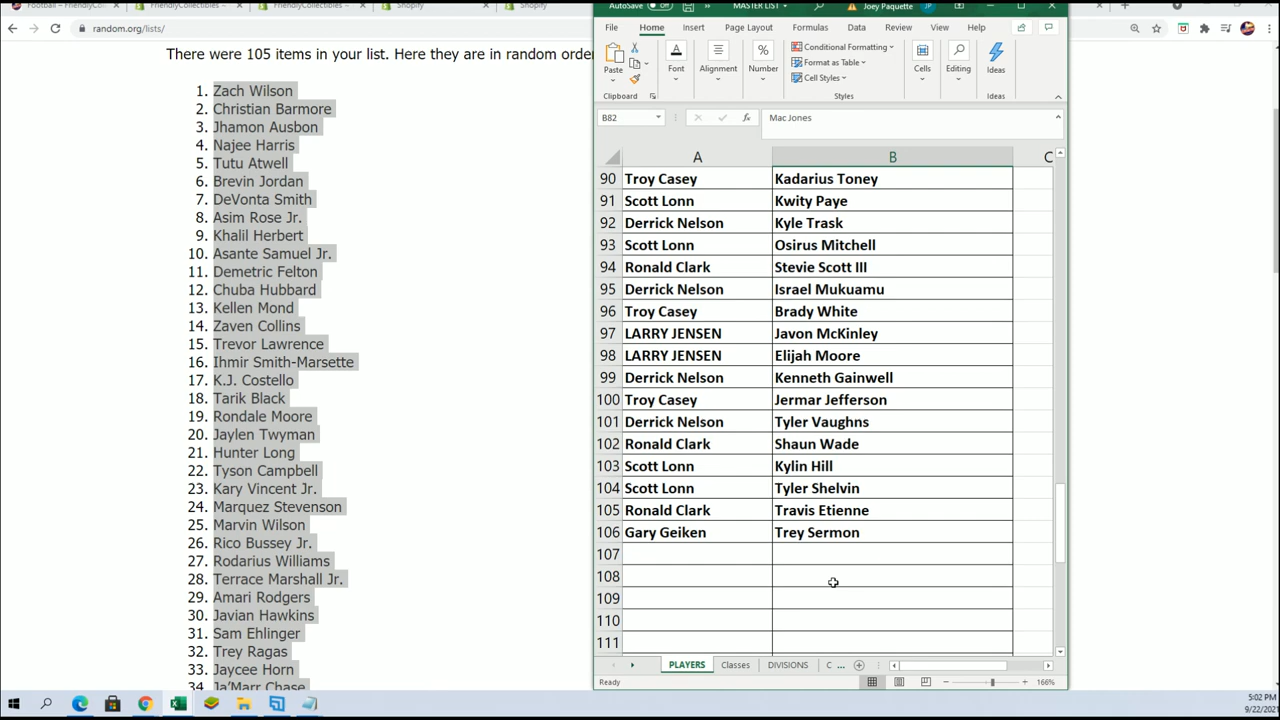 Football – FriendlyCollectibles
FriendlyCollectibles –
FriendlyCollectibles –
Shopify
Shopify
random.org/lists/
There were 105 items in your list. Here they are in random order
1. Zach Wilson
2. Christian Barmore
3. Jhamon Ausbon
4. Najee Harris
5. Tutu Atwell
6. Brevin Jordan
7. DeVonta Smith
8. Asim Rose Jr.
9. Khalil Herbert
10. Asante Samuel Jr.
11. Demetric Felton
12. Chuba Hubbard
13. Kellen Mond
14. Zaven Collins
15. Trevor Lawrence
16. Ihmir Smith-Marsette
17. K.J. Costello
18. Tarik Black
19. Rondale Moore
20. Jaylen Twyman
21. Hunter Long
22. Tyson Campbell
23. Kary Vincent Jr.
24. Marquez Stevenson
25. Marvin Wilson
26. Rico Bussey Jr.
27. Rodarius Williams
28. Terrace Marshall Jr.
29. Amari Rodgers
30. Javian Hawkins
31. Sam Ehlinger
32. Trey Ragas
33. Jaycee Horn
34. Ja'Marr Chase
AutoSave Off MASTER LIST Joey Paquette JP
File Home Insert Page Layout Formulas Data Review View Help
Paste Font Alignment Number Conditional Formatting Format as Table Cell Styles Cells Editing Ideas
Clipboard Styles Ideas
B82 fx Mac Jones
A B C
90 Troy Casey Kadarius Toney
91 Scott Lonn Kwity Paye
92 Derrick Nelson Kyle Trask
93 Scott Lonn Osirus Mitchell
94 Ronald Clark Stevie Scott III
95 Derrick Nelson Israel Mukuamu
96 Troy Casey Brady White
97 LARRY JENSEN Javon McKinley
98 LARRY JENSEN Elijah Moore
99 Derrick Nelson Kenneth Gainwell
100 Troy Casey Jermar Jefferson
101 Derrick Nelson Tyler Vaughns
102 Ronald Clark Shaun Wade
103 Scott Lonn Kylin Hill
104 Scott Lonn Tyler Shelvin
105 Ronald Clark Travis Etienne
106 Gary Geiken Trey Sermon
107
108
109
110
111
PLAYERS Classes DIVISIONS C ...
Ready 166%
5:02 PM
9/22/2021